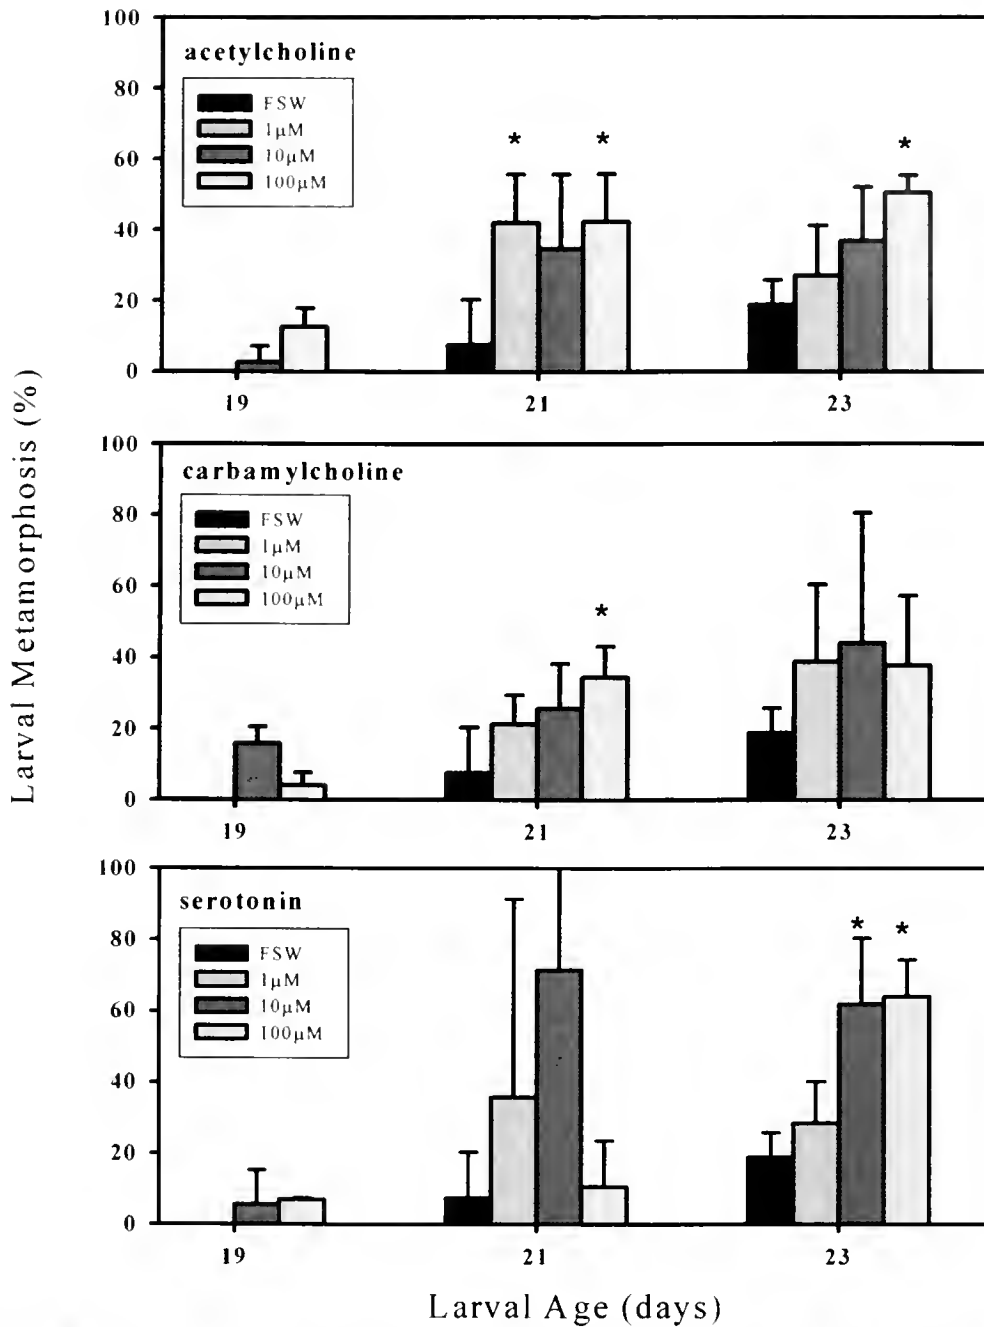 100
acetylcholine
FSW
80
1µM
*
*
*
10µM
60
100µM
40
20
0
19
21
23
100
carbamylcholine
FSW
80
1µM
10µM
60
100µM
*
40
20
0
19
21
23
100
serotonin
FSW
80
1µM
*
*
10µM
60
100µM
40
20
0
19
21
23
Larval Metamorphosis (%)
Larval Age (days)